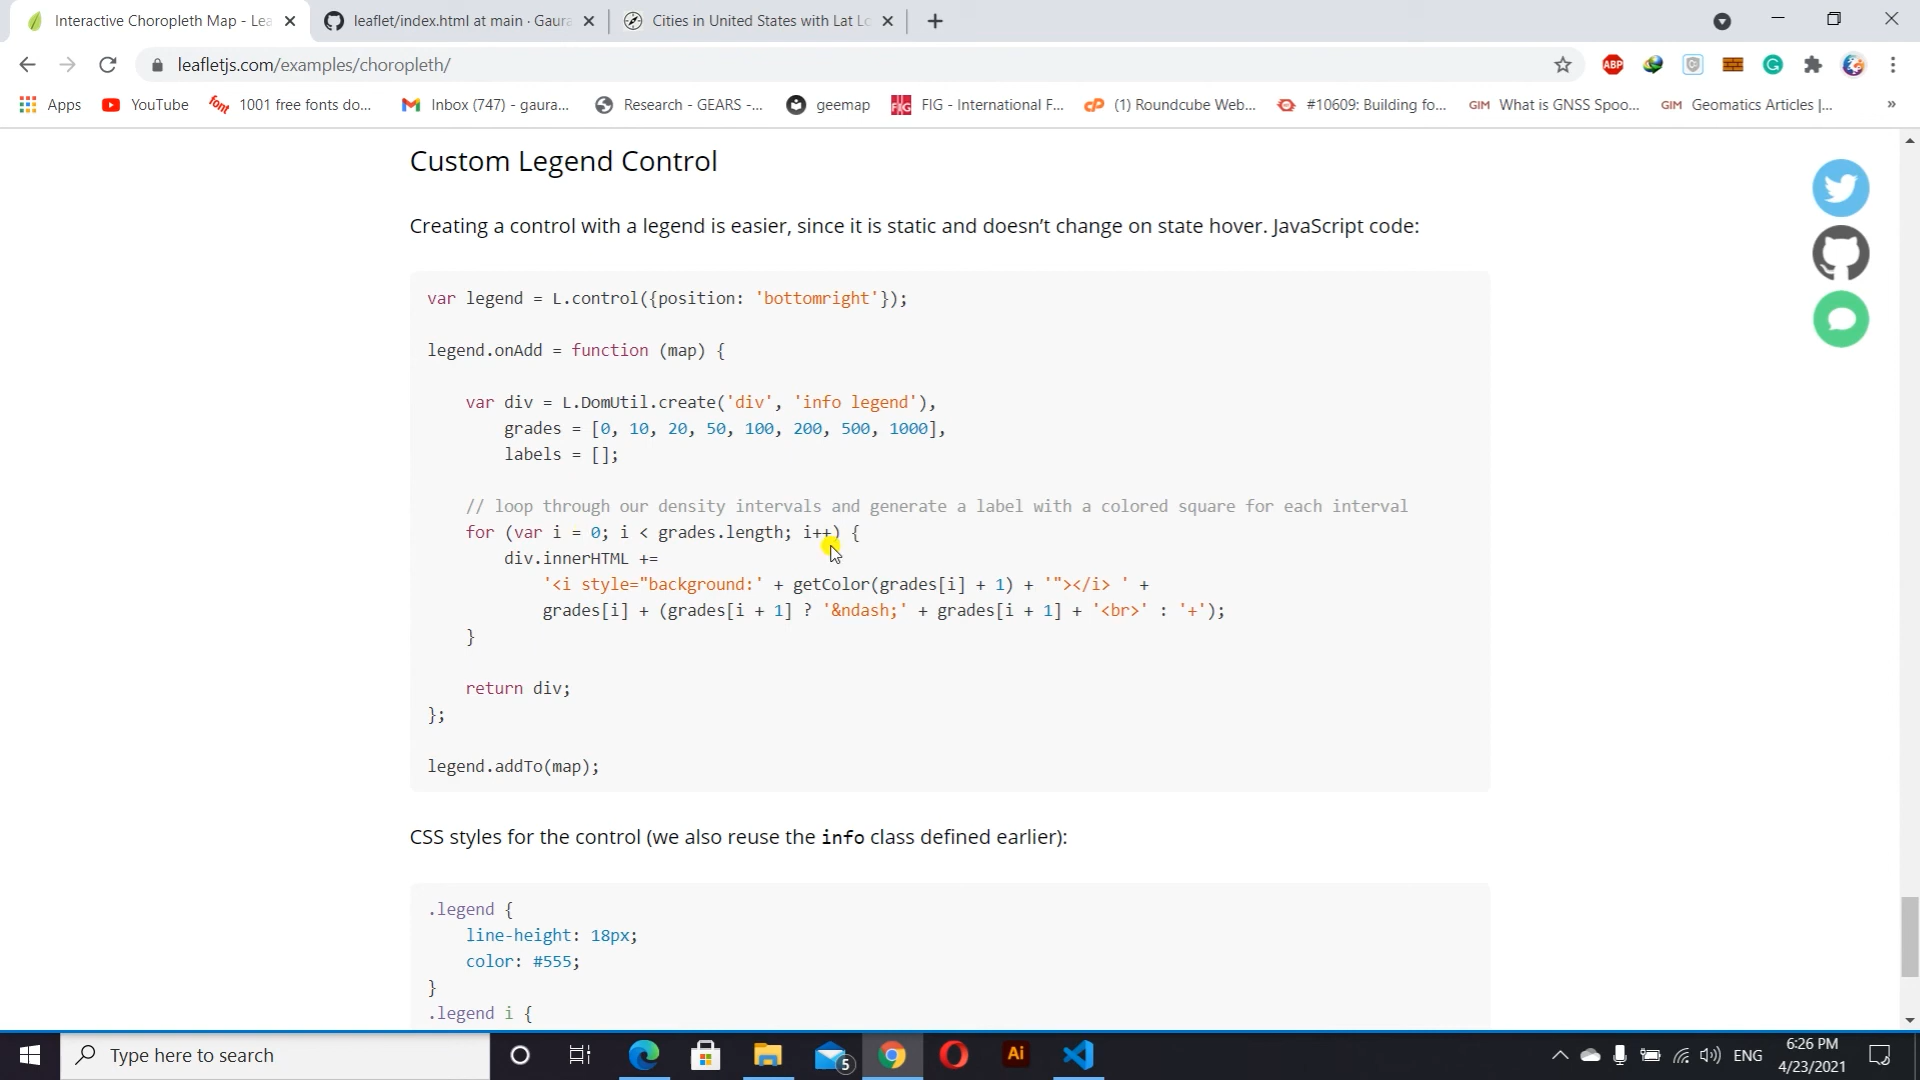 Interactive Choropleth Map - Lea
leaflet/index.html at main · Gaura
Cities in United States with Lat Lo
leafletjs.com/examples/choropleth/
ABP
Apps
YouTube
font
1001 free fonts do...
Inbox (747) - gaura...
Research - GEARS -...
geemap
FIG
FIG - International F...
cP
(1) Roundcube Web...
#10609: Building fo...
GIM
What is GNSS Spoo...
GIM
Geomatics Articles |...
»
Custom Legend Control
Creating a control with a legend is easier, since it is static and doesn’t change on state hover. JavaScript code:
var legend = L.control({position: 'bottomright'});
legend.onAdd = function (map) {
var div = L.DomUtil.create('div', 'info legend'),
grades = [0, 10, 20, 50, 100, 200, 500, 1000],
labels = [];
// loop through our density intervals and generate a label with a colored square for each interval
for (var i = 0; i < grades.length; i++) {
div.innerHTML +=
'<i style="background:' + getColor(grades[i] + 1) + '"></i> ' +
grades[i] + (grades[i + 1] ? '&ndash;' + grades[i + 1] + '<br>' : '+');
}
return div;
};
legend.addTo(map);
CSS styles for the control (we also reuse the info class defined earlier):
.legend {
line-height: 18px;
color: #555;
}
.legend i {
Type here to search
5
Ai
ENG
6:26 PM
4/23/2021